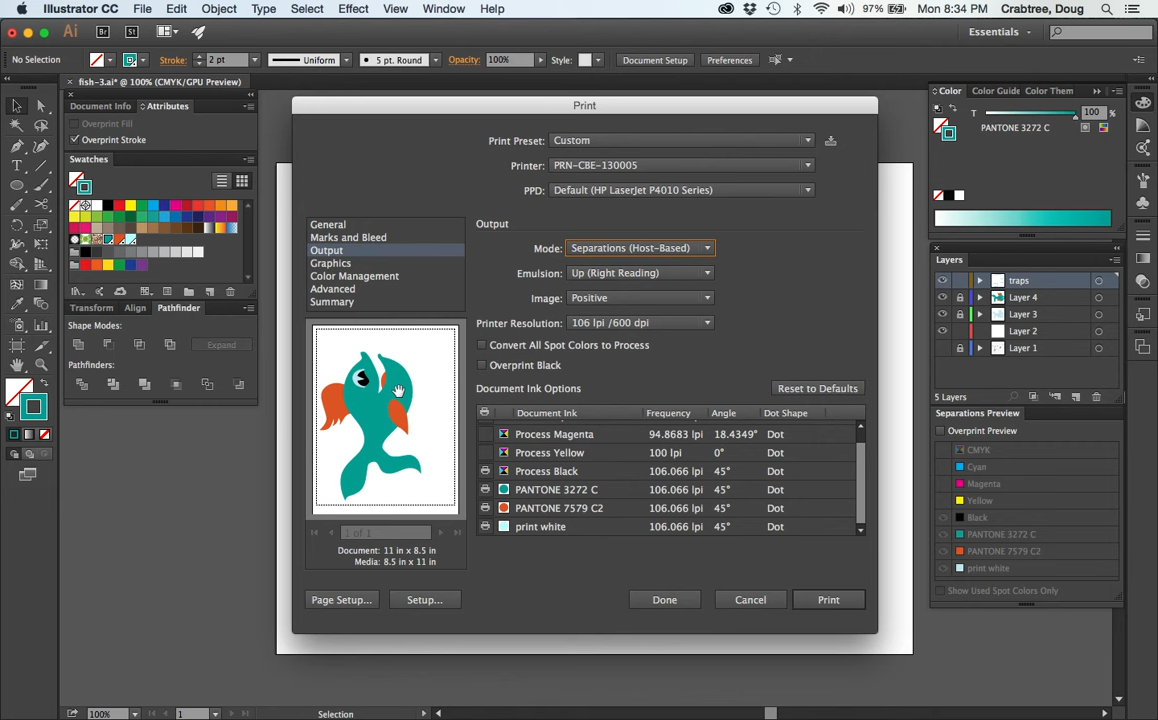 Illustrator CC File Edit Object Type Select Effect View Window Help 97% Mon 8:34 PM Crabtree, Doug
Ai Br St Essentials
No Selection Stroke: 2 pt Uniform 5 pt. Round Opacity: 100% Style: Document Setup Preferences
fish-3.ai* @ 100% (CMYK/GPU Preview)
Document Info Attributes
Overprint Fill
Overprint Stroke
Swatches
Transform Align Pathfinder
Shape Modes:
Expand
Pathfinders:
Print
Print Preset: Custom
Printer: PRN-CBE-130005
PPD: Default (HP LaserJet P4010 Series)
General
Marks and Bleed
Output
Graphics
Color Management
Advanced
Summary
1 of 1
Document: 11 in x 8.5 in
Media: 8.5 in x 11 in
Page Setup... Setup...
Output
Mode: Separations (Host-Based)
Emulsion: Up (Right Reading)
Image: Positive
Printer Resolution: 106 lpi /600 dpi
Convert All Spot Colors to Process
Overprint Black
Document Ink Options Reset to Defaults
Document Ink Frequency Angle Dot Shape
Process Magenta 94.8683 lpi 18.4349° Dot
Process Yellow 100 lpi 0° Dot
Process Black 106.066 lpi 45° Dot
PANTONE 3272 C 106.066 lpi 45° Dot
PANTONE 7579 C2 106.066 lpi 45° Dot
print white 106.066 lpi 45° Dot
Done Cancel Print
Color Color Guide Color Them
T 100 %
PANTONE 3272 C
Layers
traps
Layer 4
Layer 3
Layer 2
Layer 1
5 Layers
Separations Preview
Overprint Preview
CMYK
Cyan
Magenta
Yellow
Black
PANTONE 3272 C
PANTONE 7579 C2
print white
Show Used Spot Colors Only
100% 1 Selection